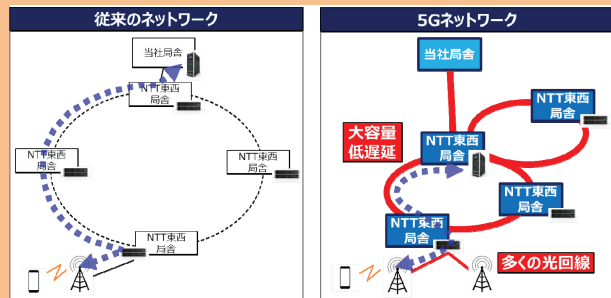 従来のネットワーク
当社局舎
NTT東西
局舎
NTT東西
局舎
NTT東西
局舎
NTT東西
局舎
5Gネットワーク
当社局舎
NTT東西
局舎
大容量
低遅延
NTT東西
局舎
NTT東西
局舎
NTT東西
局舎
多くの光回線